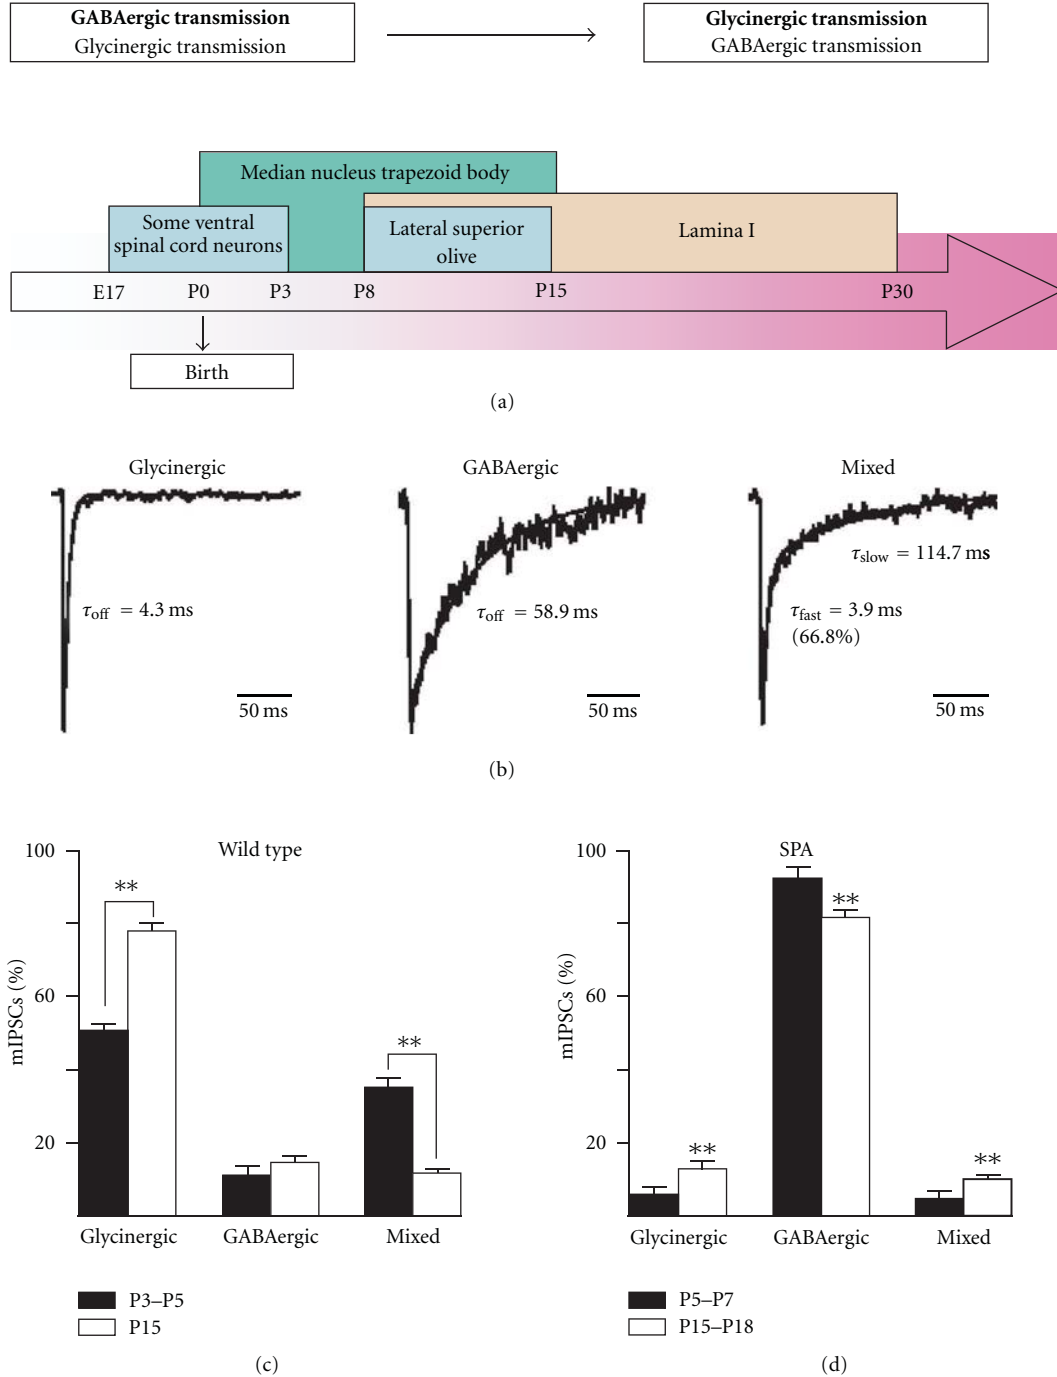 GABAergic transmission
Glycinergic transmission
Glycinergic transmission
GABAergic transmission
Median nucleus trapezoid body
Some ventral
spinal cord neurons
Lateral superior
olive
Lamina I
E17
P0
P3
P8
P15
P30
Birth
(a)
Glycinergic
GABAergic
Mixed
τoff = 4.3 ms
τoff = 58.9 ms
τslow = 114.7 ms
τfast = 3.9 ms
(66.8%)
50 ms
50 ms
50 ms
(b)
Wild type
100
60
20
mIPSCs (%)
**
**
Glycinergic
GABAergic
Mixed
P3–P5
P15
(c)
SPA
100
60
20
mIPSCs (%)
**
**
**
Glycinergic
GABAergic
Mixed
P5–P7
P15–P18
(d)